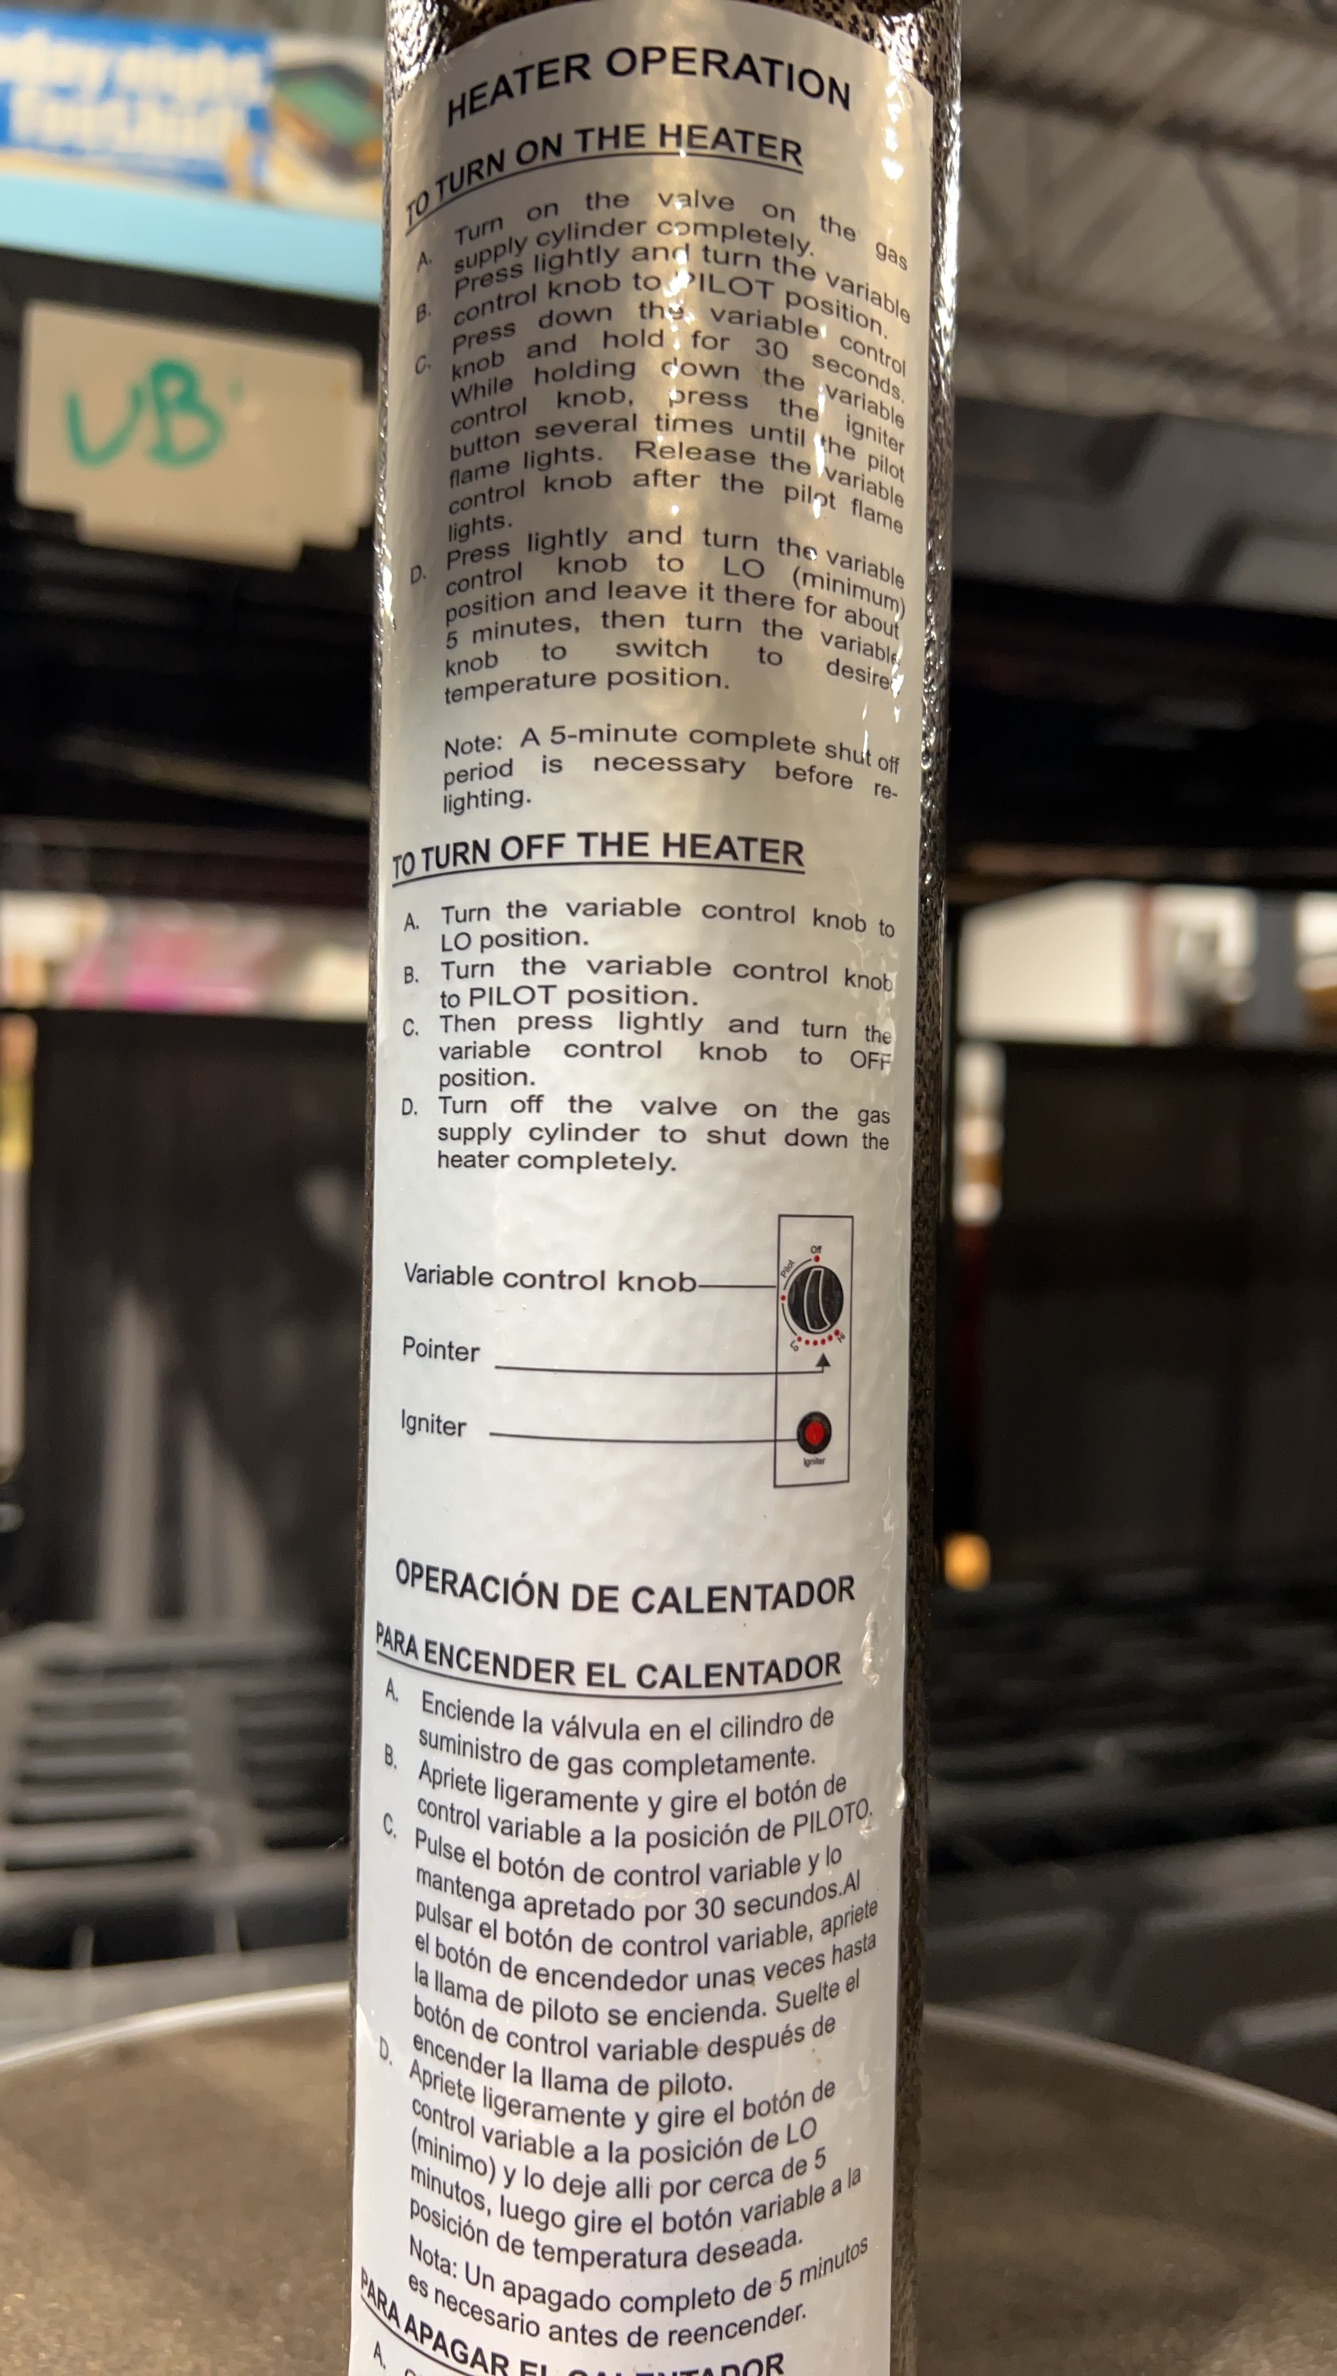 UB
HEATER OPERATION
TO TURN ON THE HEATER
A. Turn on the valve on the gas
supply cylinder completely.
B. Press lightly and turn the variable
control knob to PILOT position.
C. Press down the variable control
knob and hold for 30 seconds.
While holding down the variable
control knob, press the igniter
button several times until the pilot
flame lights. Release the variable
control knob after the pilot flame
lights.
D. Press lightly and turn the variable
control knob to LO (minimum)
position and leave it there for about
5 minutes, then turn the variable
knob to switch to desire
temperature position.
Note: A 5-minute complete shut off
period is necessary before re-
lighting.
TO TURN OFF THE HEATER
A. Turn the variable control knob to
LO position.
B. Turn the variable control knob
to PILOT position.
C. Then press lightly and turn the
variable control knob to OFF
position.
D. Turn off the valve on the gas
supply cylinder to shut down the
heater completely.
Off
Pilot
Variable control knob
Pointer
Igniter
Igniter
OPERACIÓN DE CALENTADOR
PARA ENCENDER EL CALENTADOR
A. Enciende la válvula en el cilindro de
suministro de gas completamente.
B. Apriete ligeramente y gire el botón de
control variable a la posición de PILOTO.
C. Pulse el botón de control variable y lo
mantenga apretado por 30 secundos.Al
pulsar el botón de control variable, apriete
el botón de encendedor unas veces hasta
la llama de piloto se encienda. Suelte el
botón de control variable después de
encender la llama de piloto.
D. Apriete ligeramente y gire el botón de
control variable a la posición de LO
(minimo) y lo deje alli por cerca de 5
minutos, luego gire el botón variable a la
posición de temperatura deseada.
Nota: Un apagado completo de 5 minutos
es necesario antes de reencender.
PARA APAGAR EL CALENTADOR
A.